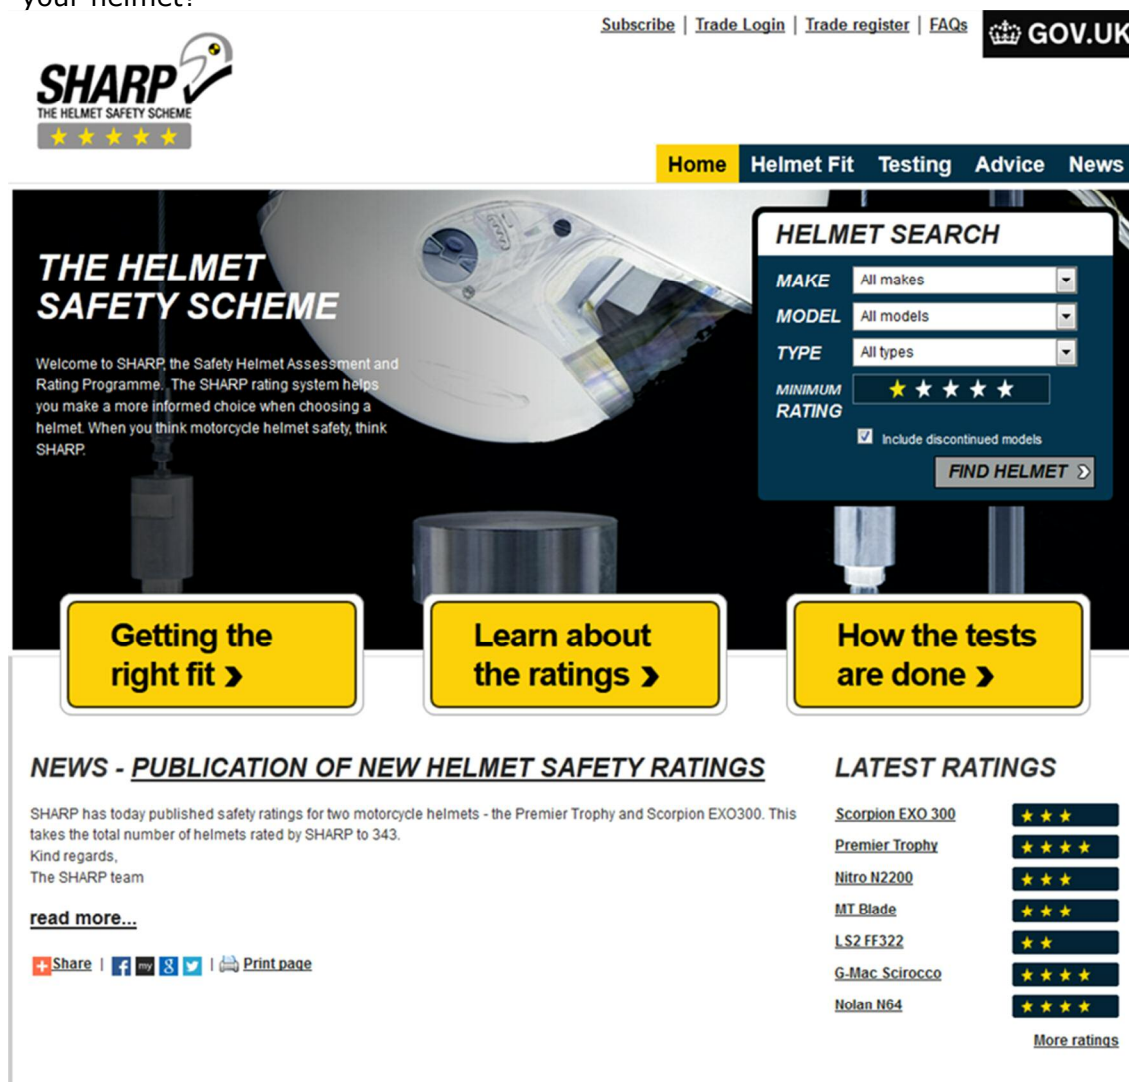 your helmet?
Subscribe | Trade Login | Trade register | FAQs
GOV.UK
SHARP
THE HELMET SAFETY SCHEME
Home Helmet Fit Testing Advice News
THE HELMET
SAFETY SCHEME
Welcome to SHARP, the Safety Helmet Assessment and
Rating Programme. The SHARP rating system helps
you make a more informed choice when choosing a
helmet. When you think motorcycle helmet safety, think
SHARP.
HELMET SEARCH
MAKE All makes
MODEL All models
TYPE All types
MINIMUM
RATING
Include discontinued models
FIND HELMET
Getting the
right fit
Learn about
the ratings
How the tests
are done
NEWS - PUBLICATION OF NEW HELMET SAFETY RATINGS
SHARP has today published safety ratings for two motorcycle helmets - the Premier Trophy and Scorpion EXO300. This
takes the total number of helmets rated by SHARP to 343.
Kind regards,
The SHARP team
read more...
Share | my 8 | Print page
LATEST RATINGS
Scorpion EXO 300
Premier Trophy
Nitro N2200
MT Blade
LS2 FF322
G-Mac Scirocco
Nolan N64
More ratings